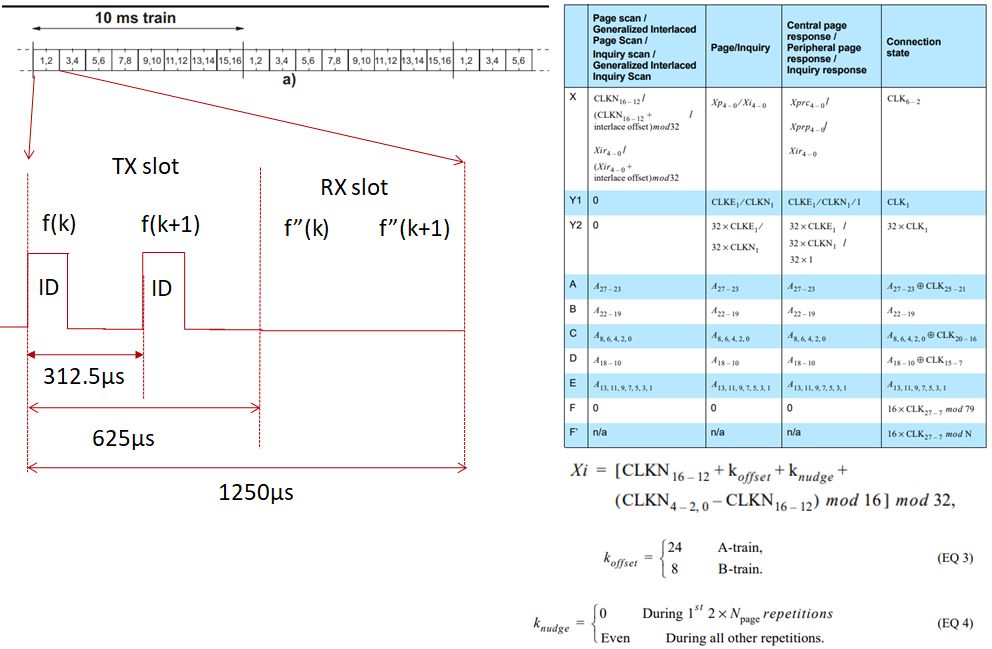 10 ms train
1,2 3,4 5,6 7,8 9,10 11,12 13,14 15,16 1,2 3,4 5,6 7,8 9,10 11,12 13,14 15,16 1,2 3,4 5,6
a)
TX slot
RX slot
f(k) f(k+1) f”(k) f”(k+1)
ID ID
312.5µs
625µs
1250µs
Page scan /
Generalized Interlaced
Page Scan /
Inquiry scan /
Generalized Interlaced
Inquiry Scan
Page/Inquiry
Central page
response /
Peripheral page
response /
Inquiry response
Connection
state
X
CLKN16–12 /
(CLKN16–12 + /
interlace offset)mod32
Xir4–0 /
(Xir4–0 +
interlace offset)mod32
Xp4–0/Xi4–0
Xprc4–0/
Xprp4–0/
Xir4–0
CLK6–2
Y1 0 CLKE1/CLKN1 CLKE1/CLKN1/1 CLK1
Y2 0
32×CLKE1/
32×CLKN1
32×CLKE1 /
32×CLKN1 /
32×1
32×CLK1
A A27–23 A27–23 A27–23 A27–23 ⊕ CLK25–21
B A22–19 A22–19 A22–19 A22–19
C A8, 6, 4, 2, 0 A8, 6, 4, 2, 0 A8, 6, 4, 2, 0 A8, 6, 4, 2, 0 ⊕ CLK20–16
D A18–10 A18–10 A18–10 A18–10 ⊕ CLK15–7
E A13, 11, 9, 7, 5, 3, 1 A13, 11, 9, 7, 5, 3, 1 A13, 11, 9, 7, 5, 3, 1 A13, 11, 9, 7, 5, 3, 1
F 0 0 0 16×CLK27–7 mod 79
F' n/a n/a n/a 16×CLK27–7 mod N
Xi = [CLKN16–12 + koffset + knudge +
(CLKN4–2, 0 – CLKN16–12) mod 16] mod 32,
koffset = { 24 A-train,
8 B-train. (EQ 3)
knudge = { 0 During 1st 2×Npage repetitions
Even During all other repetitions. (EQ 4)